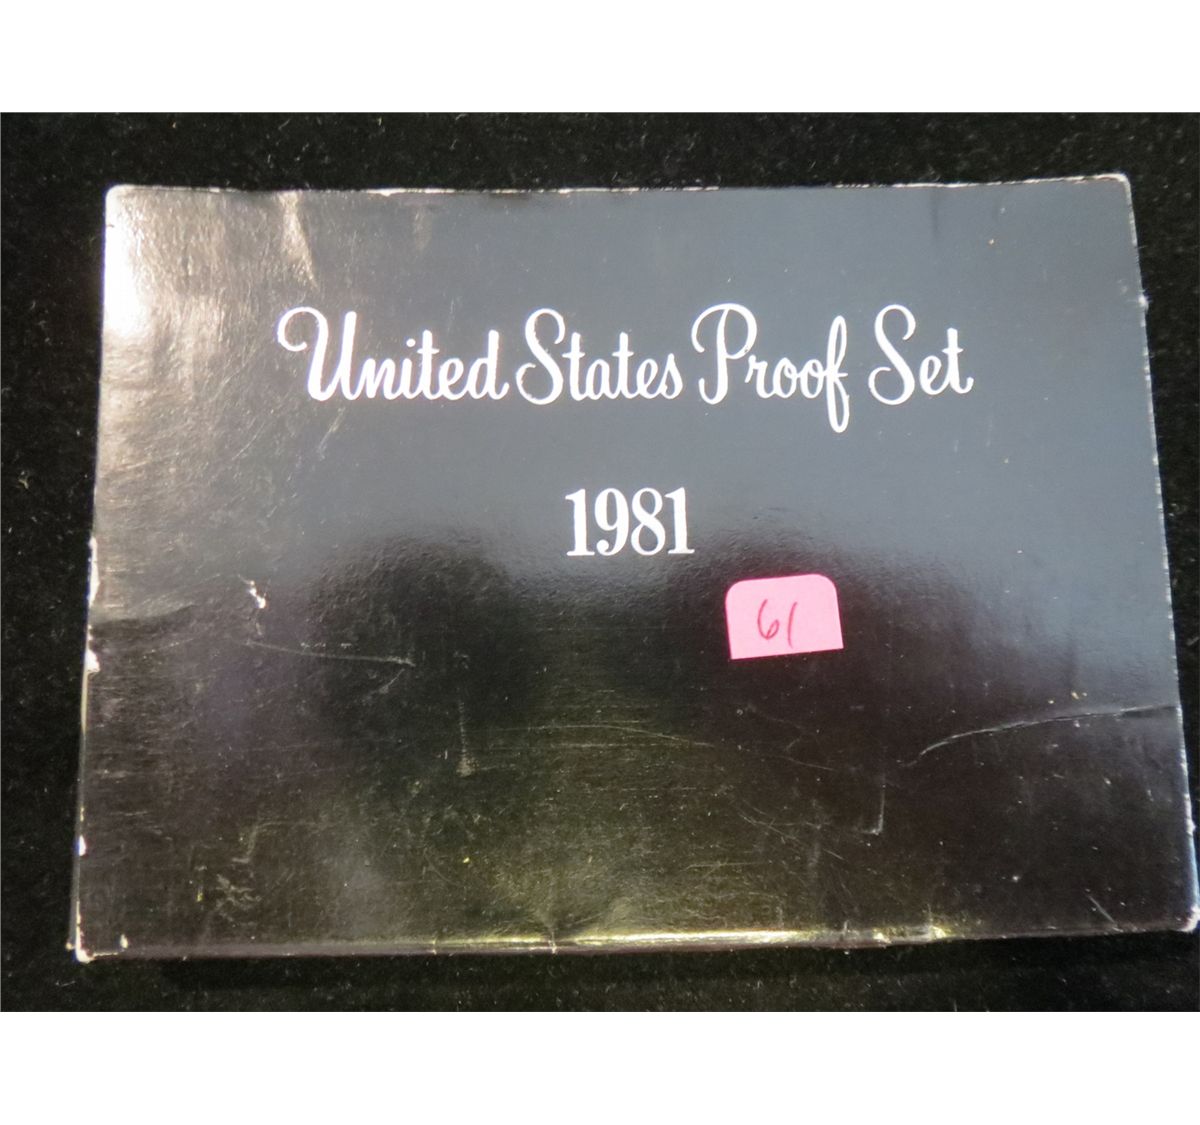 United States Proof Set
1981
61